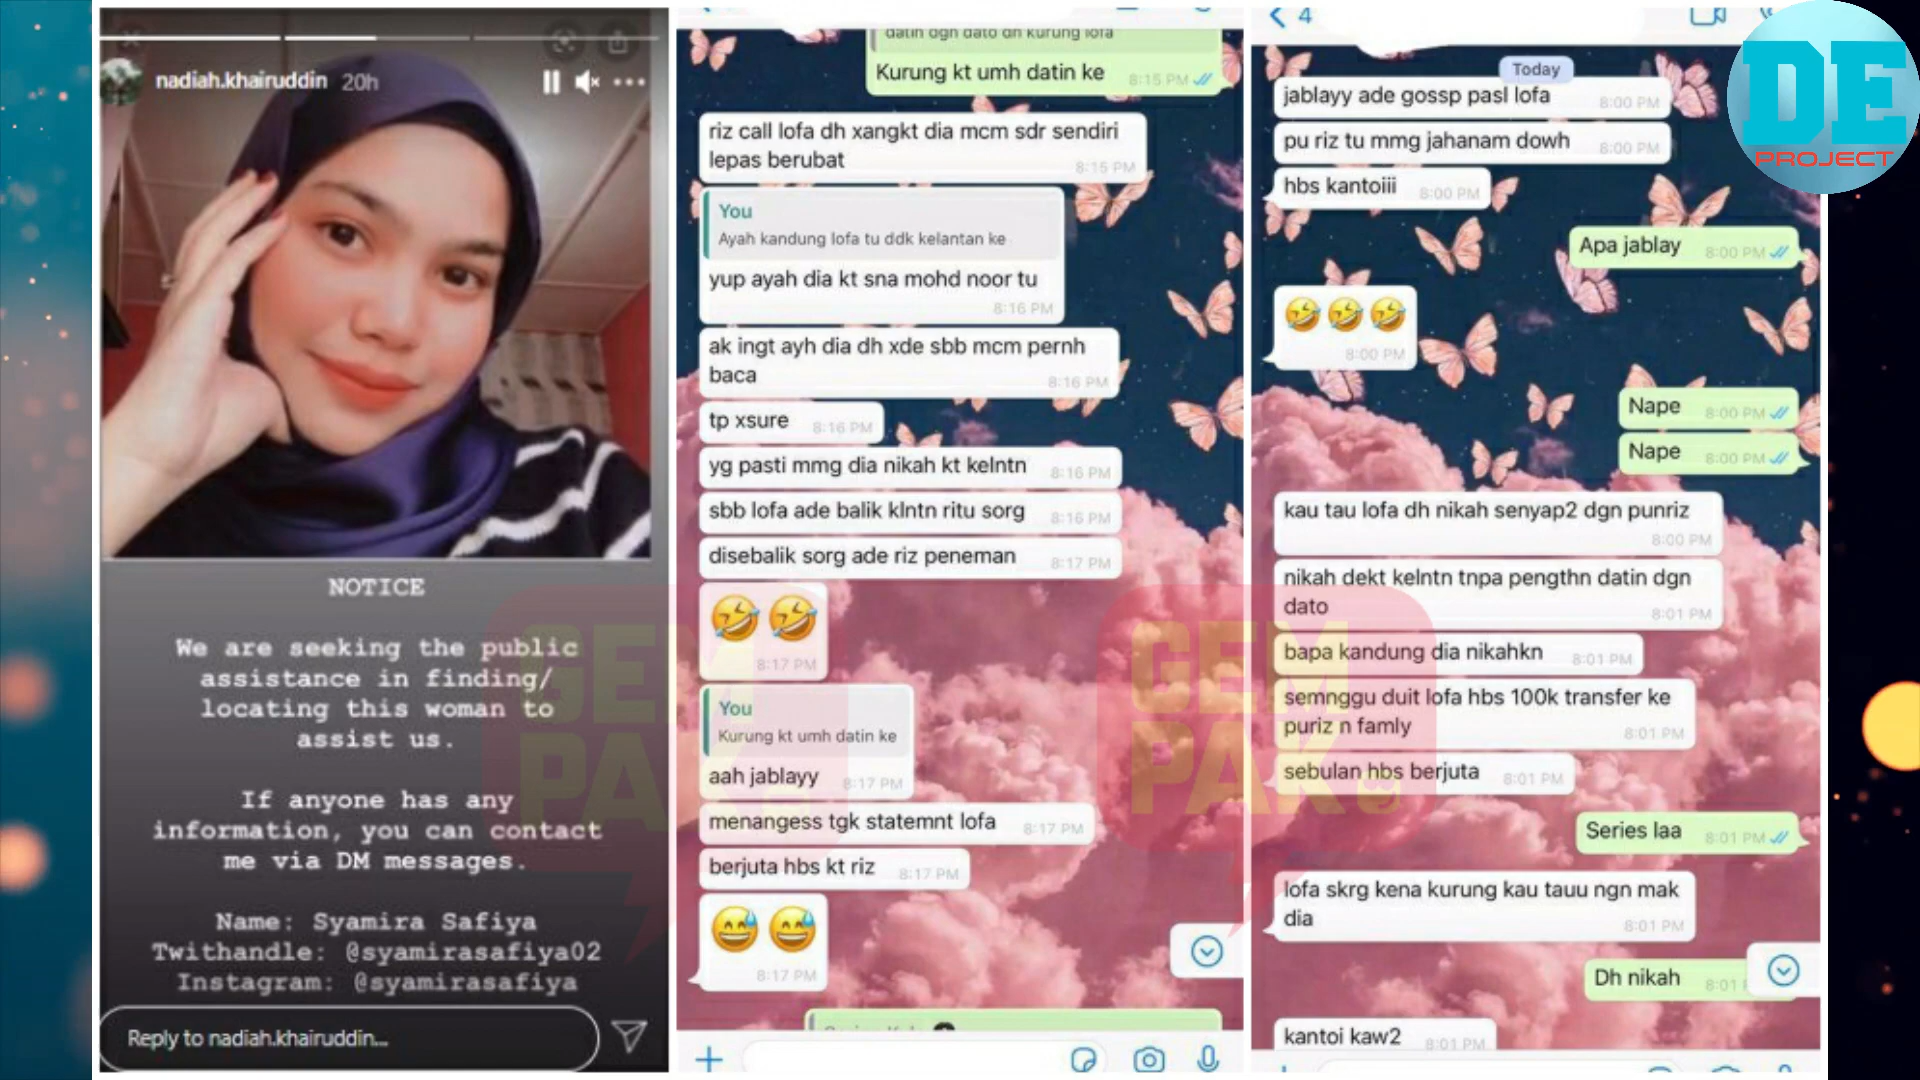 nadiah.khairuddin 20h
NOTICE
We are seeking the public
assistance in finding/
locating this woman to
assist us.
If anyone has any
information, you can contact
me via DM messages.
Name: Syamira Safiya
Twithandle: @syamirasafiya02
Instagram: @syamirasafiya
Reply to nadiah.khairuddin...
datin dgn dato dn kurung lofa
Kurung kt umh datin ke 8:15 PM
riz call lofa dh xangkt dia mcm sdr sendiri
lepas berubat 8:15 PM
You
Ayah kandung lofa tu ddk kelantan ke
yup ayah dia kt sna mohd noor tu
8:16 PM
ak ingt ayh dia dh xde sbb mcm pernh
baca 8:16 PM
tp xsure 8:16 PM
yg pasti mmg dia nikah kt kelntn 8:16 PM
sbb lofa ade balik klntn ritu sorg 8:16 PM
disebalik sorg ade riz peneman 8:17 PM
🤣🤣
8:17 PM
You
Kurung kt umh datin ke
aah jablayy 8:17 PM
menangess tgk statemnt lofa 8:17 PM
berjuta hbs kt riz 8:17 PM
😅😅
8:17 PM
4
Today
jablayy ade gossp pasl lofa 8:00 PM
pu riz tu mmg jahanam dowh 8:00 PM
hbs kantoiii 8:00 PM
Apa jablay 8:00 PM
🤣🤣🤣
8:00 PM
Nape 8:00 PM
Nape 8:00 PM
kau tau lofa dh nikah senyap2 dgn punriz
8:00 PM
nikah dekt kelntn tnpa pengthn datin dgn
dato 8:01 PM
bapa kandung dia nikahkn 8:01 PM
semnggu duit lofa hbs 100k transfer ke
puriz n famly 8:01 PM
sebulan hbs berjuta 8:01 PM
Series laa 8:01 PM
lofa skrg kena kurung kau tauu ngn mak
dia 8:01 PM
Dh nikah 8:01
kantoi kaw2 8:01 PM
DE
PROJECT
GEM
PAK
GEM
PAK